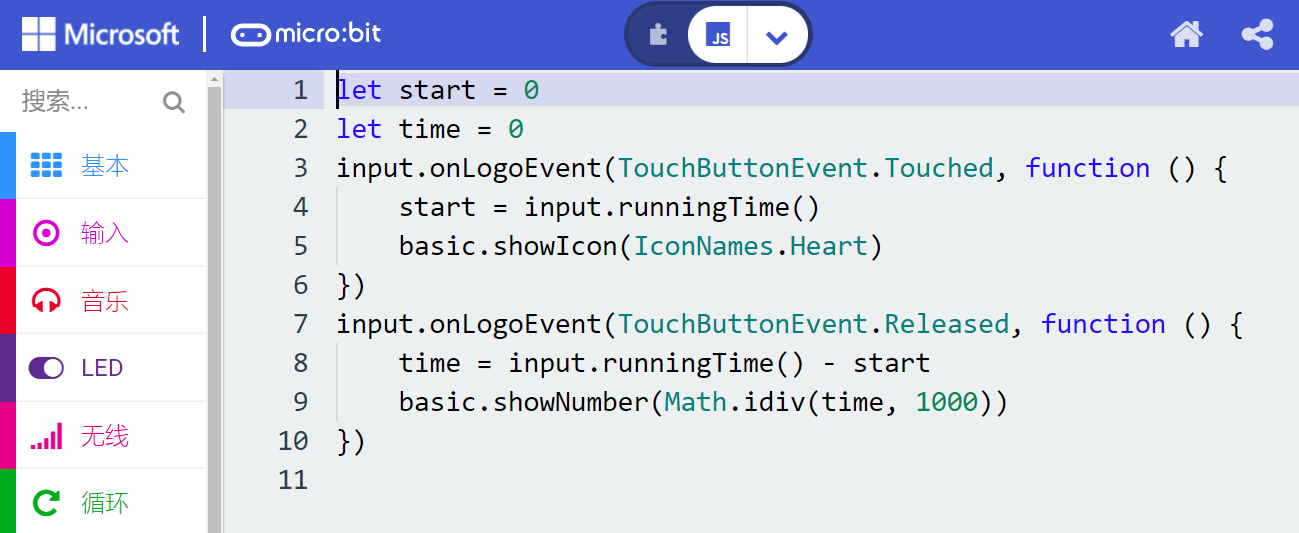 Microsoft micro:bit JS
搜索...
基本
输入
音乐
LED
无线
循环
1 let start = 0
2 let time = 0
3 input.onLogoEvent(TouchButtonEvent.Touched, function () {
4     start = input.runningTime()
5     basic.showIcon(IconNames.Heart)
6 })
7 input.onLogoEvent(TouchButtonEvent.Released, function () {
8     time = input.runningTime() - start
9     basic.showNumber(Math.idiv(time, 1000))
10 })
11